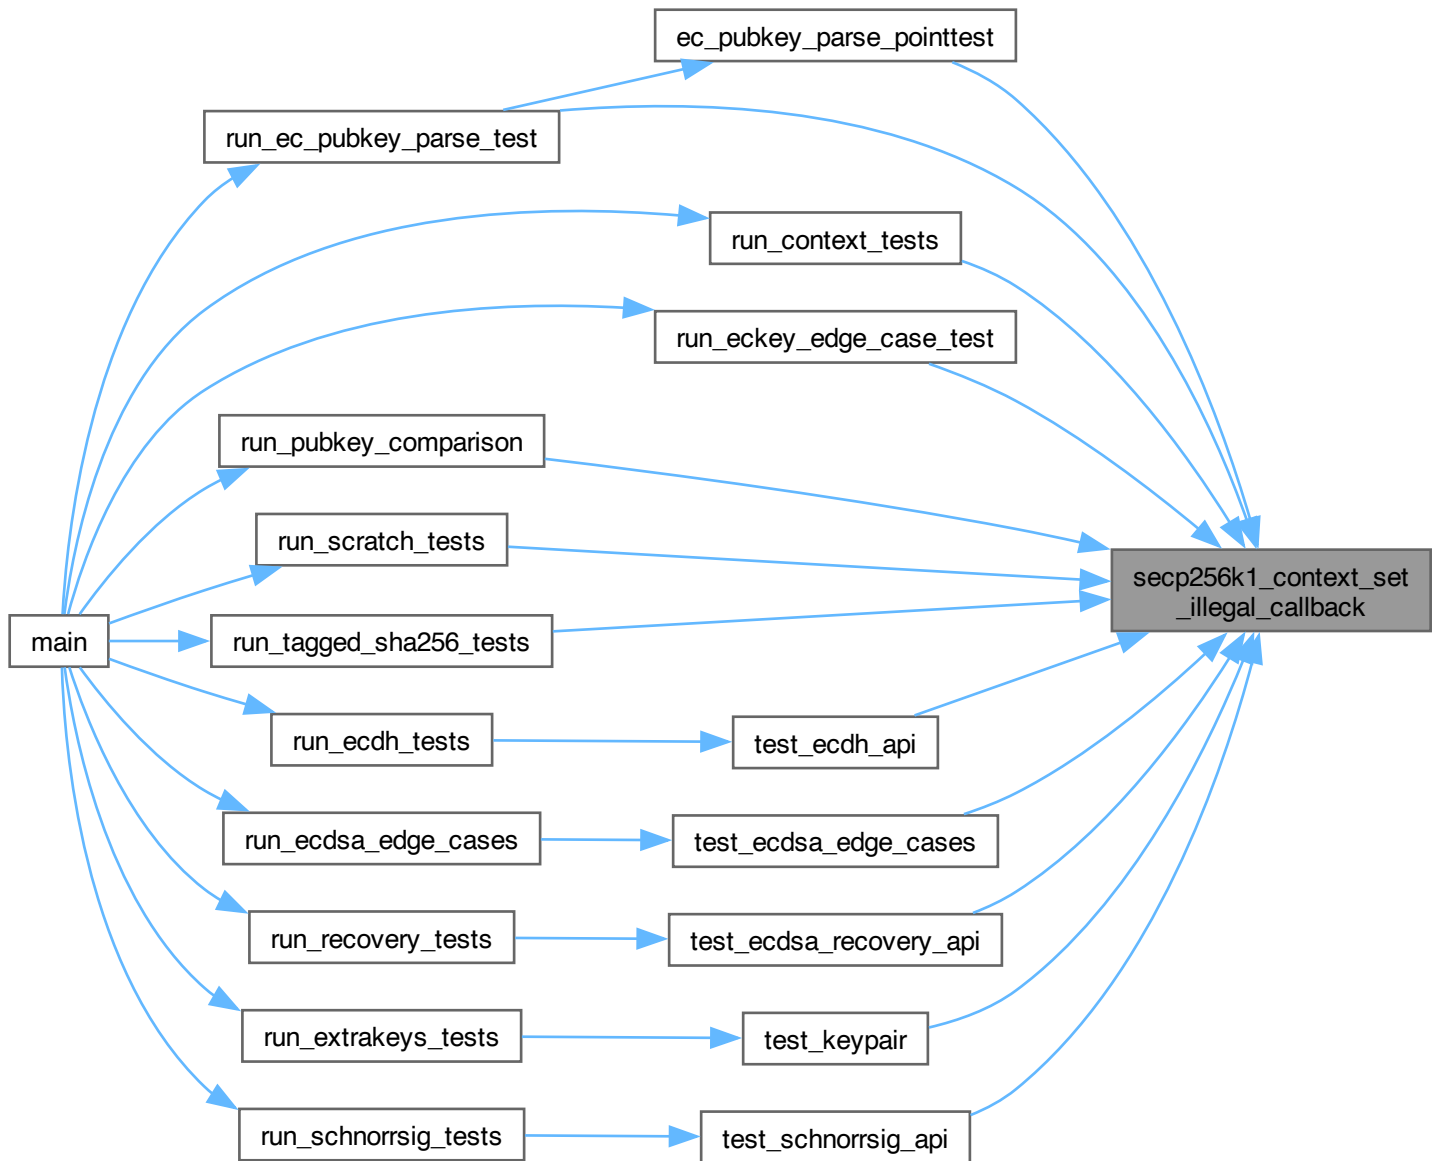 ec_pubkey_parse_pointtest
run_ec_pubkey_parse_test
run_context_tests
run_eckey_edge_case_test
run_pubkey_comparison
run_scratch_tests
secp256k1_context_set
_illegal_callback
main
run_tagged_sha256_tests
run_ecdh_tests
test_ecdh_api
run_ecdsa_edge_cases
test_ecdsa_edge_cases
run_recovery_tests
test_ecdsa_recovery_api
run_extrakeys_tests
test_keypair
run_schnorrsig_tests
test_schnorrsig_api